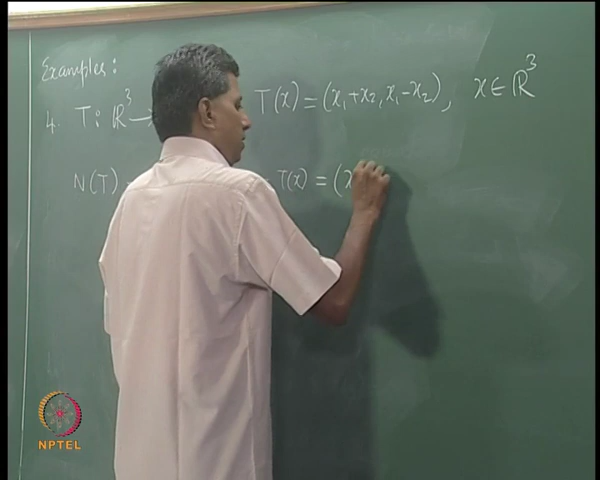 Examples:
4. T: ℝ³ → T(x) = (x₁+x₂, x₁-x₂), x ∈ ℝ³
N(T) T(x) = (x
NPTEL